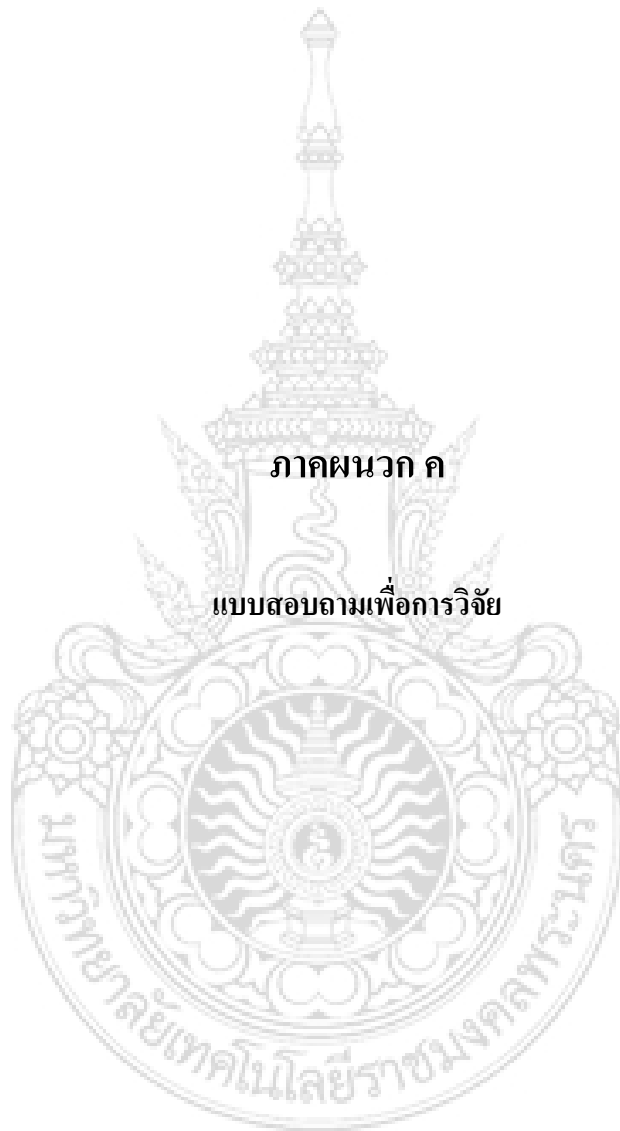 ภาคผนวก ค
แบบสอบถามเพื่อการวิจัย
มหาวิทยาลัยเทคโนโลยีราชมงคลพระนคร